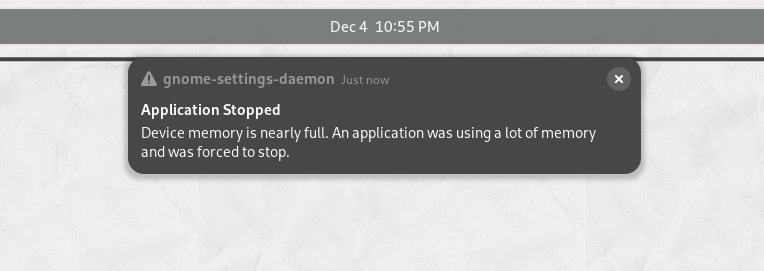 Dec 4 10:55 PM
gnome-settings-daemon Just now
Application Stopped
Device memory is nearly full. An application was using a lot of memory
and was forced to stop.